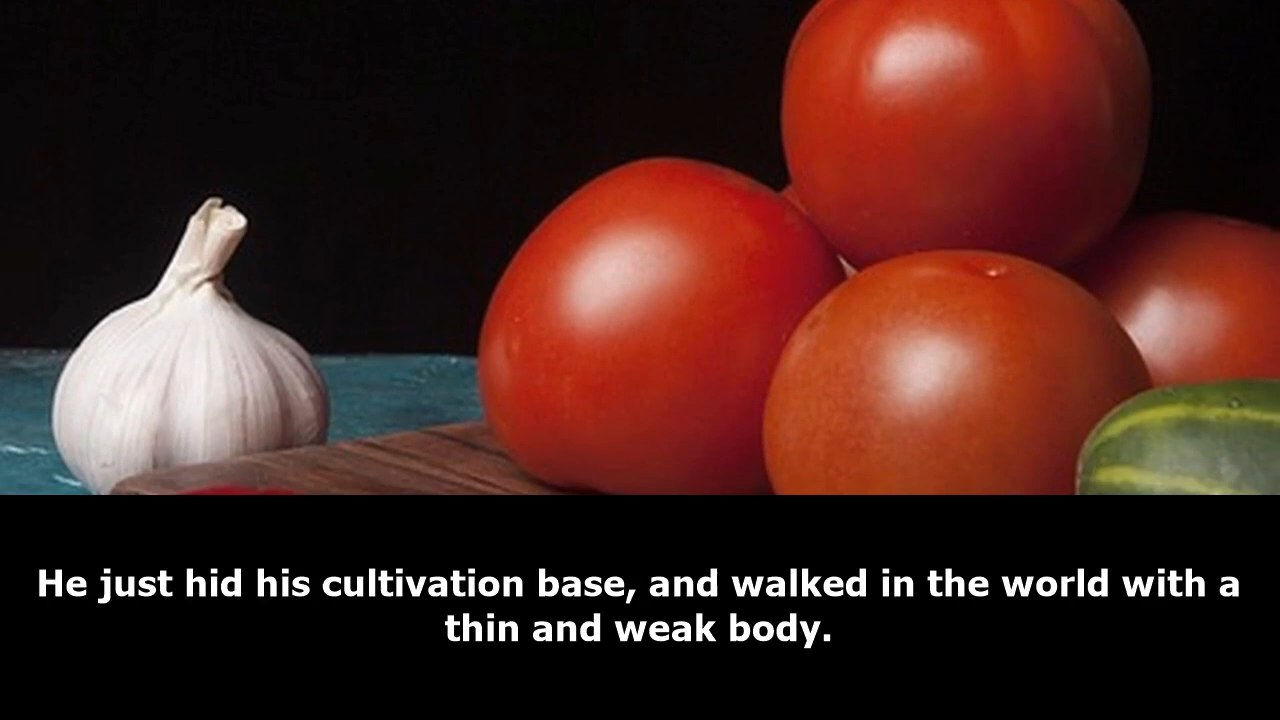 He just hid his cultivation base, and walked in the world with a
thin and weak body.